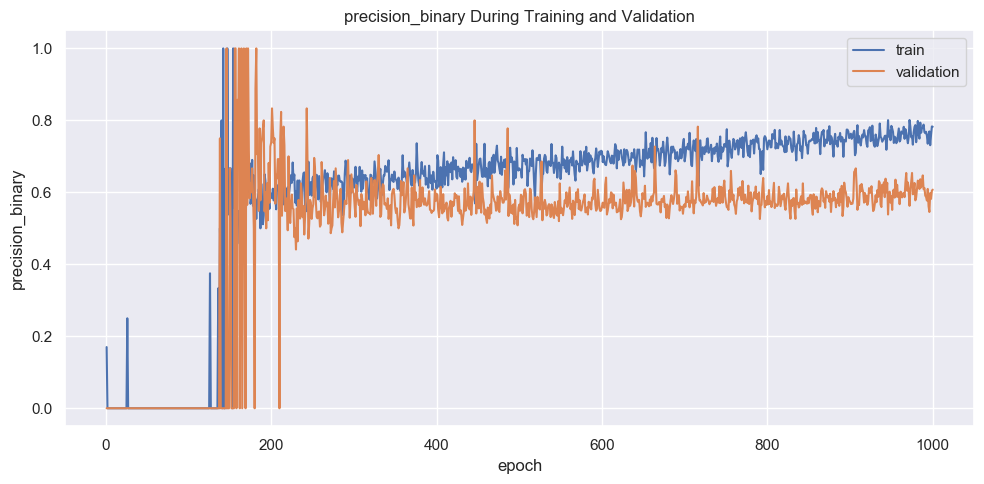 precision_binary During Training and Validation
train
validation
precision_binary
1.0
0.8
0.6
0.4
0.2
0.0
0
200
400
600
800
1000
epoch